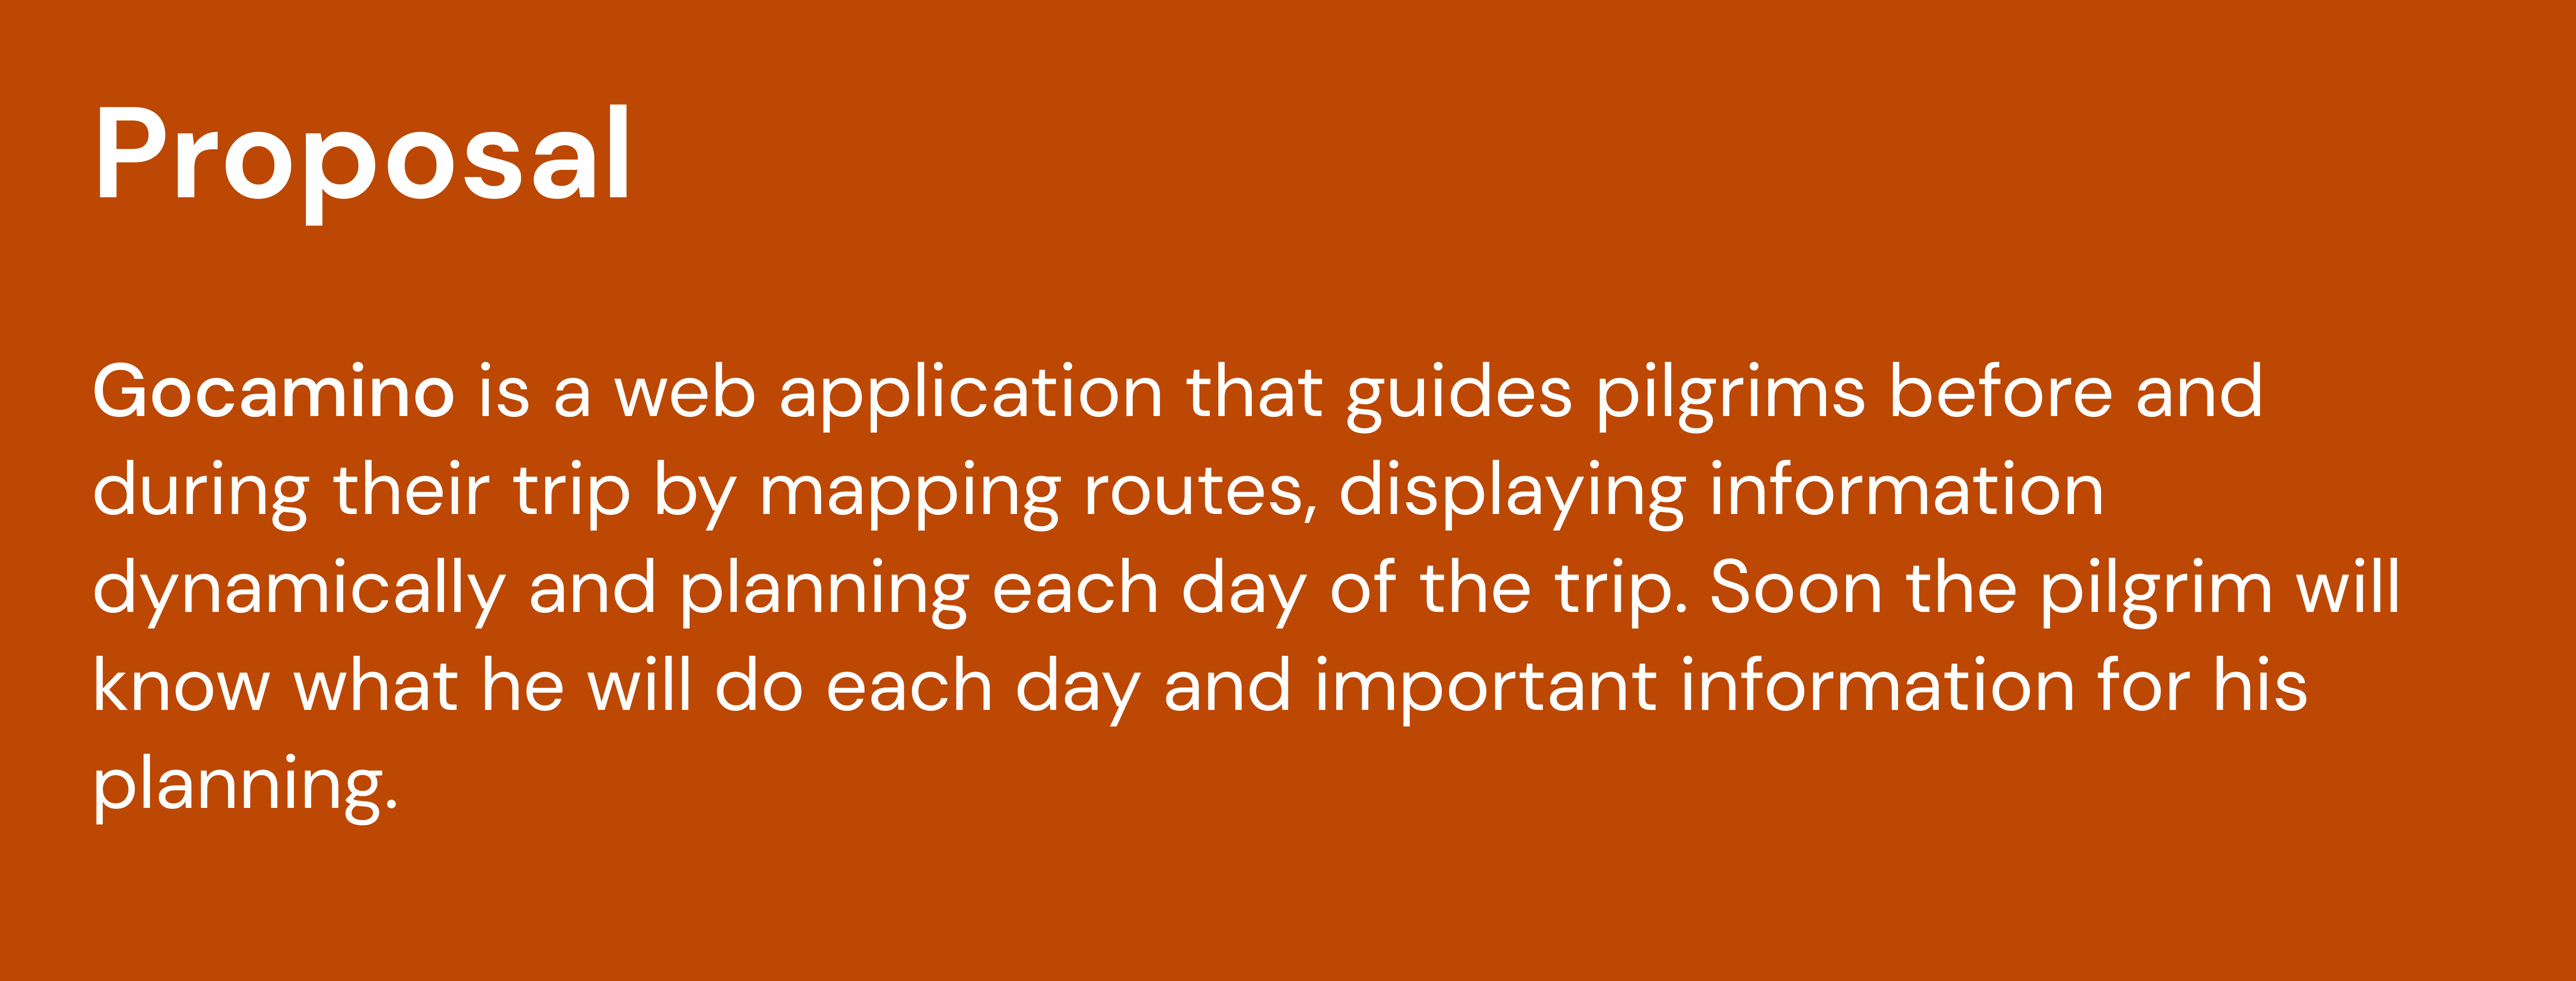 Proposal
Gocamino is a web application that guides pilgrims before and
during their trip by mapping routes, displaying information
dynamically and planning each day of the trip. Soon the pilgrim will
know what he will do each day and important information for his
planning.